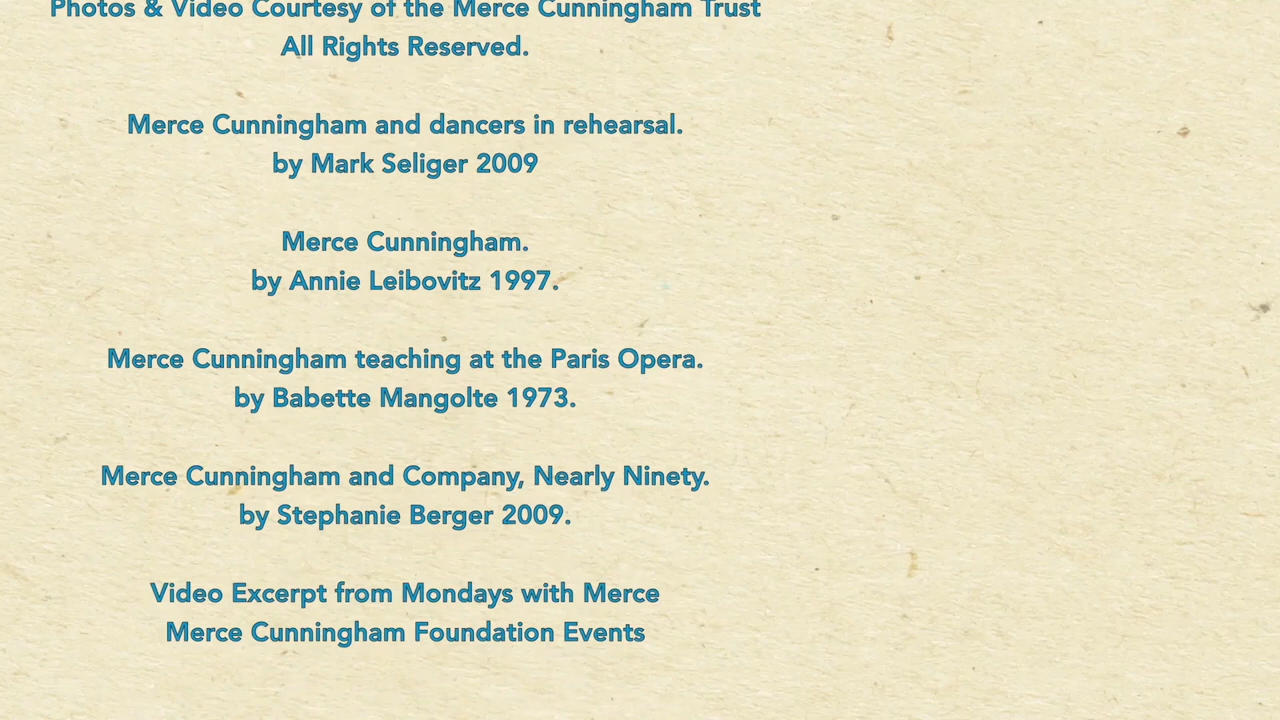 Photos & Video Courtesy of the Merce Cunningham Trust
All Rights Reserved.
Merce Cunningham and dancers in rehearsal.
by Mark Seliger 2009
Merce Cunningham.
by Annie Leibovitz 1997.
Merce Cunningham teaching at the Paris Opera.
by Babette Mangolte 1973.
Merce Cunningham and Company, Nearly Ninety.
by Stephanie Berger 2009.
Video Excerpt from Mondays with Merce
Merce Cunningham Foundation Events